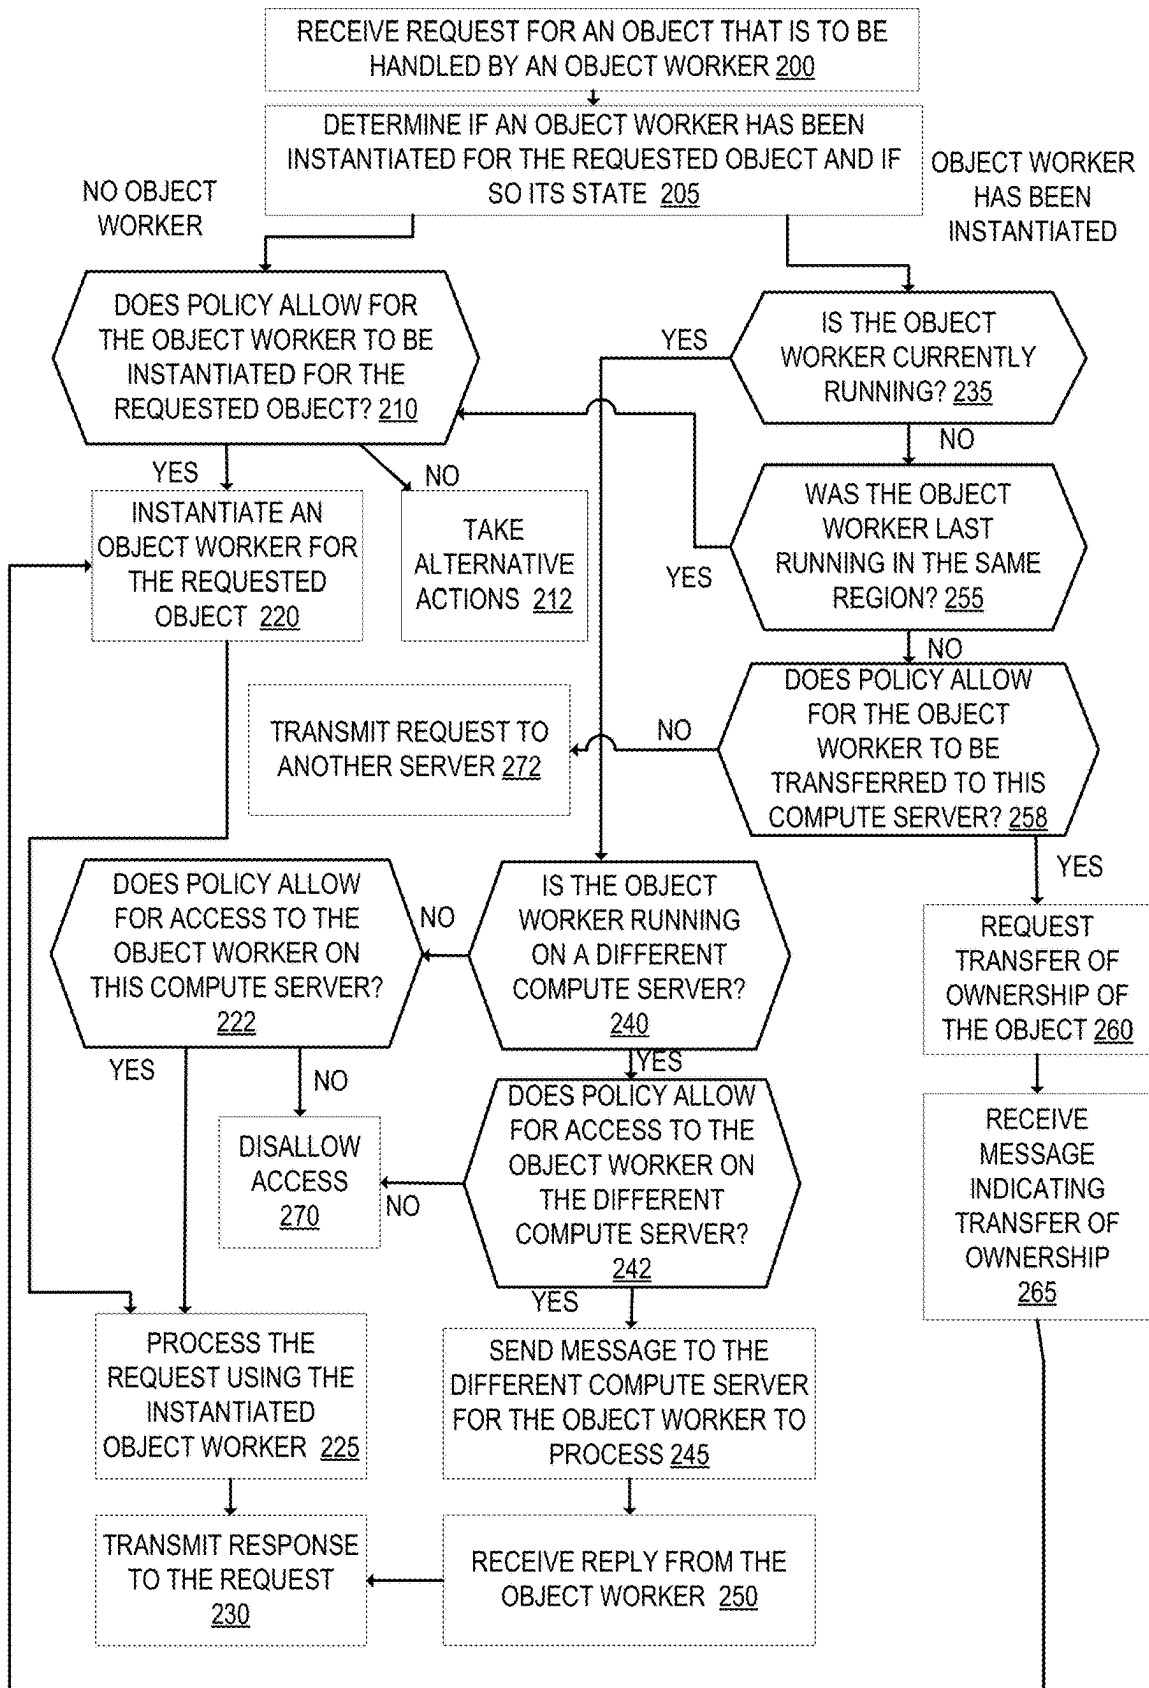 RECEIVE REQUEST FOR AN OBJECT THAT IS TO BE
HANDLED BY AN OBJECT WORKER 200
DETERMINE IF AN OBJECT WORKER HAS BEEN
INSTANTIATED FOR THE REQUESTED OBJECT AND IF
SO ITS STATE 205
NO OBJECT
WORKER
OBJECT WORKER
HAS BEEN
INSTANTIATED
DOES POLICY ALLOW FOR
THE OBJECT WORKER TO BE
INSTANTIATED FOR THE
REQUESTED OBJECT? 210
YES
IS THE OBJECT
WORKER CURRENTLY
RUNNING? 235
NO
YES
NO
INSTANTIATE AN
OBJECT WORKER FOR
THE REQUESTED
OBJECT 220
TAKE
ALTERNATIVE
ACTIONS 212
WAS THE OBJECT
WORKER LAST
RUNNING IN THE SAME
REGION? 255
YES
NO
TRANSMIT REQUEST TO
ANOTHER SERVER 272
NO
DOES POLICY ALLOW
FOR THE OBJECT
WORKER TO BE
TRANSFERRED TO THIS
COMPUTE SERVER? 258
YES
DOES POLICY ALLOW
FOR ACCESS TO THE
OBJECT WORKER ON
THIS COMPUTE SERVER?
222
NO
IS THE OBJECT
WORKER RUNNING
ON A DIFFERENT
COMPUTE SERVER?
240
REQUEST
TRANSFER OF
OWNERSHIP OF
THE OBJECT 260
YES
NO
YES
DISALLOW
ACCESS
270
NO
DOES POLICY ALLOW
FOR ACCESS TO THE
OBJECT WORKER ON
THE DIFFERENT
COMPUTE SERVER?
242
RECEIVE
MESSAGE
INDICATING
TRANSFER OF
OWNERSHIP
265
YES
PROCESS THE
REQUEST USING THE
INSTANTIATED
OBJECT WORKER 225
SEND MESSAGE TO THE
DIFFERENT COMPUTE SERVER
FOR THE OBJECT WORKER TO
PROCESS 245
TRANSMIT RESPONSE
TO THE REQUEST
230
RECEIVE REPLY FROM THE
OBJECT WORKER 250